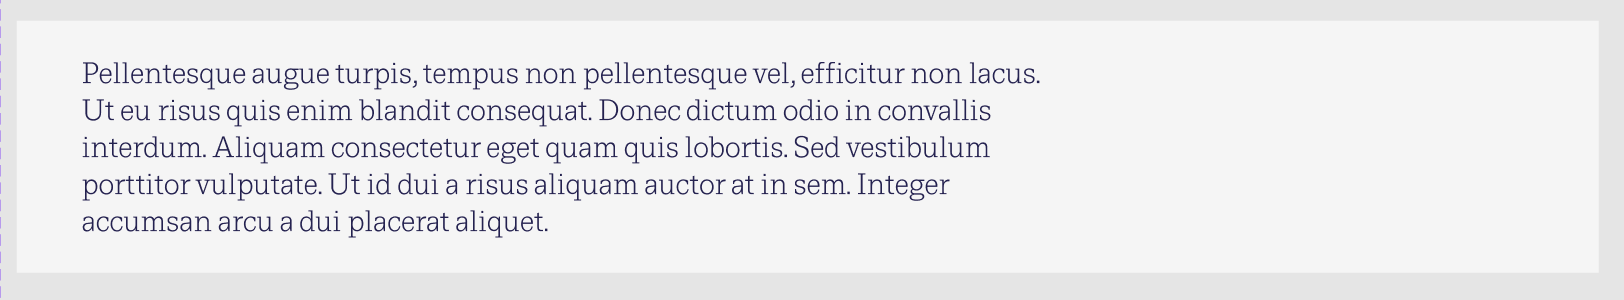 Pellentesque augue turpis, tempus non pellentesque vel, efficitur non lacus.
Ut eu risus quis enim blandit consequat. Donec dictum odio in convallis
interdum. Aliquam consectetur eget quam quis lobortis. Sed vestibulum
porttitor vulputate. Ut id dui a risus aliquam auctor at in sem. Integer
accumsan arcu a dui placerat aliquet.